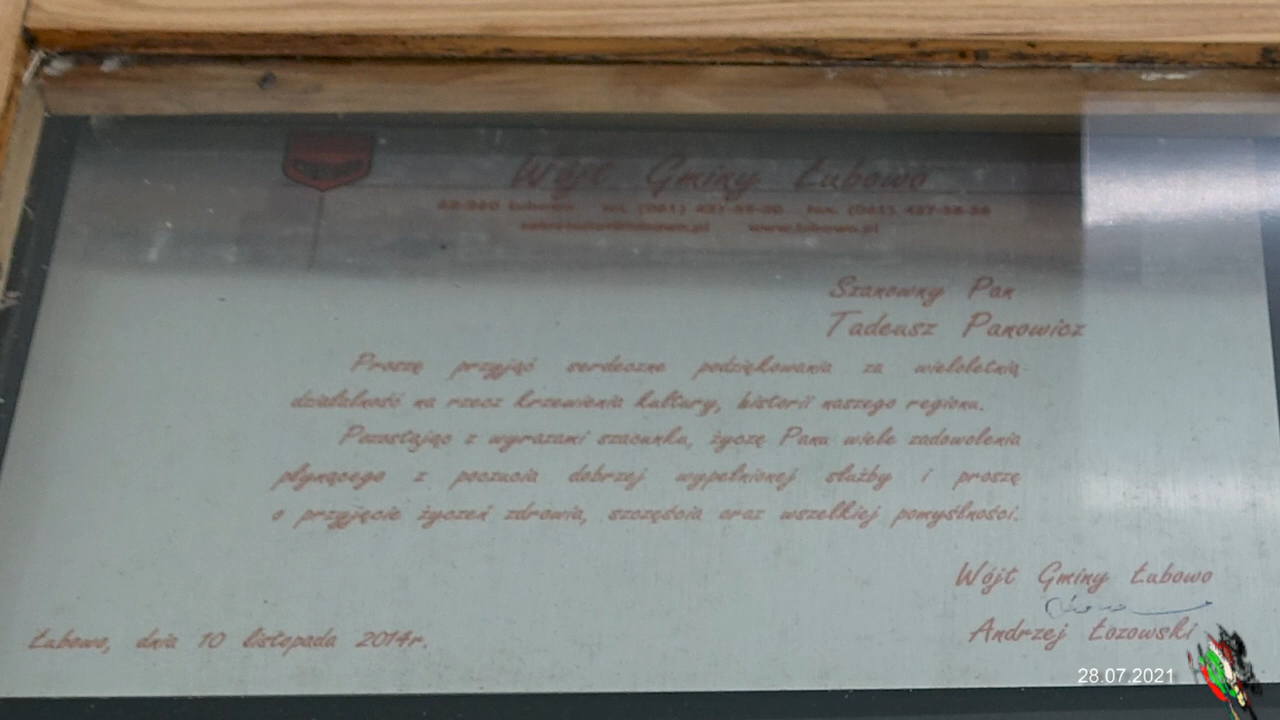 Wójt Gminy Łubowo
Szanowny Pan
Tadeusz Panowicz
Proszę przyjąć serdeczne podziękowania za wieloletnią
działalność na rzecz krzewienia kultury, historii naszego regionu.
Pozostając z wyrazami szacunku, życzę Panu wiele zadowolenia
płynącego z poczucia dobrzej wypełnionej służby i proszę
o przyjęcie życzeń zdrowia, szczęścia oraz wszelkiej pomyślności.
Wójt Gminy Łubowo
Andrzej Łozowski
Łubowo, dnia 10 listopada 2014r.
28.07.2021